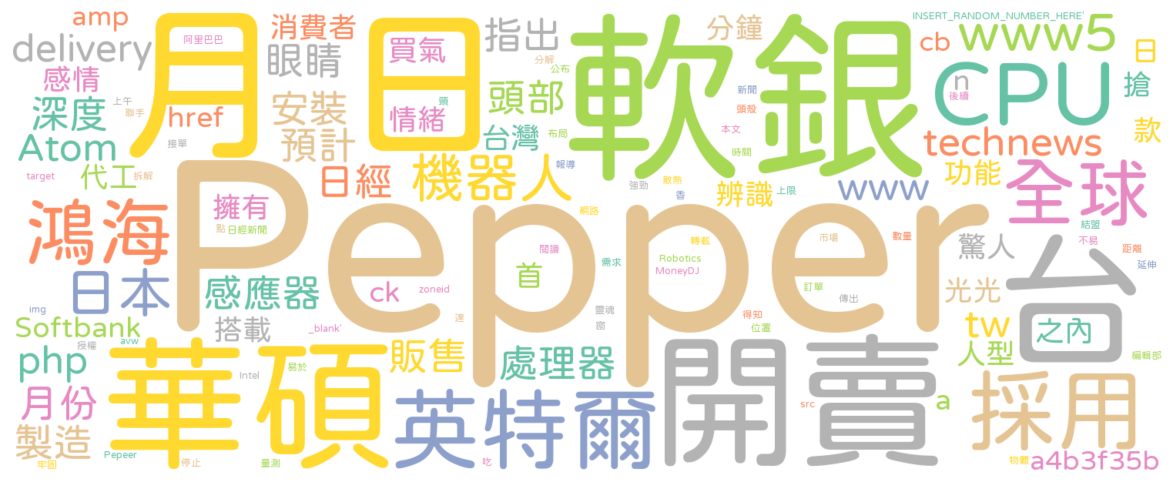 amp
消費者
指出
分鐘
INSERT_RANDOM_NUMBER_HERE'
delivery
阿里巴巴
月
日
買氣
軟銀
cb
www5
日
眼睛
分解
公布
新聞
CPU
n
後續
搶
感情
深度
上午
聯手
href
安裝
情緒
頭
頭部
頭殼
本文
technews
款
Atom
接單
預計
台灣
布局
時間
target
代工
拆解
日經
機器人
報導
強勁
散熱
香
辨識
上限
www
功能
全球
鴻海
擁有
點
日經新聞
Pepper
網路
閱讀
轉載
市場
數量
驚人
結盟
不易
距離
延伸
台
日本
感應器
ck
zoneid
首
需求
Robotics
MoneyDJ
釘單
傳出
光光
img
Softbank
授權
avw
搭載
_blank'
達
靈魂
得知
位置
tw
之內
php
華碩
Intel
易於
販售
處理器
開賣
人型
編輯部
月份
英特爾
src
a
採用
製造
Pepeer
牢固
停止
量測
吃
物體
a4b3f35b